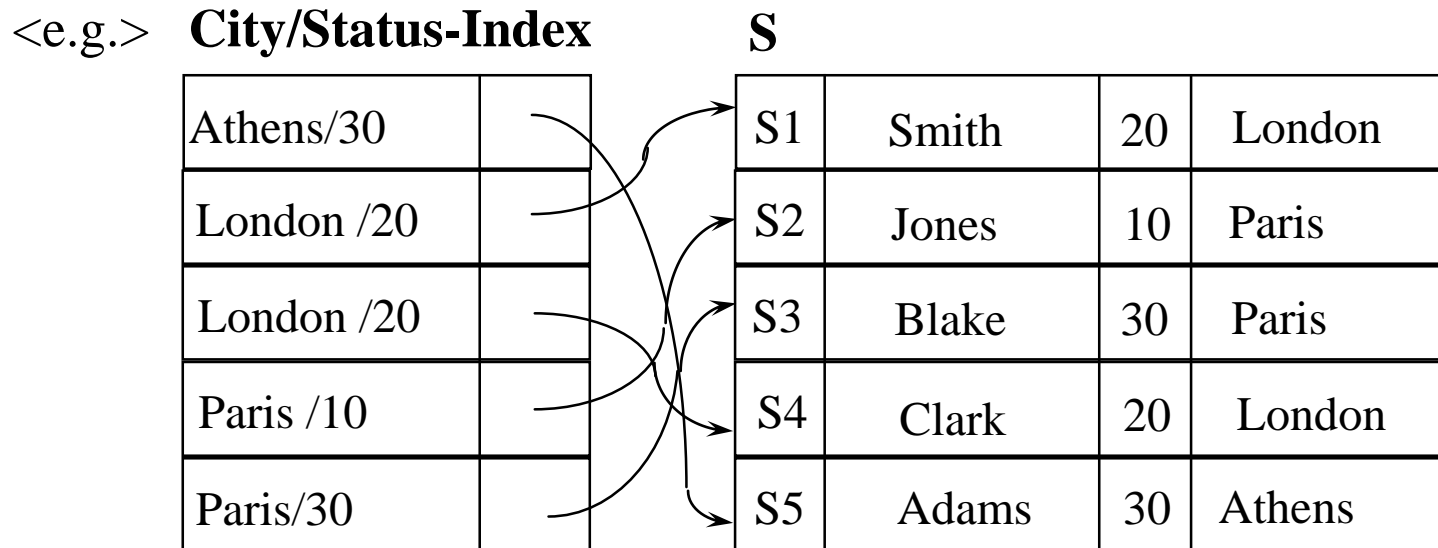 <e.g.> City/Status-Index S
Athens/30 S1 Smith 20 London
London /20 S2 Jones 10 Paris
London /20 S3 Blake 30 Paris
Paris /10 S4 Clark 20 London
Paris/30 S5 Adams 30 Athens